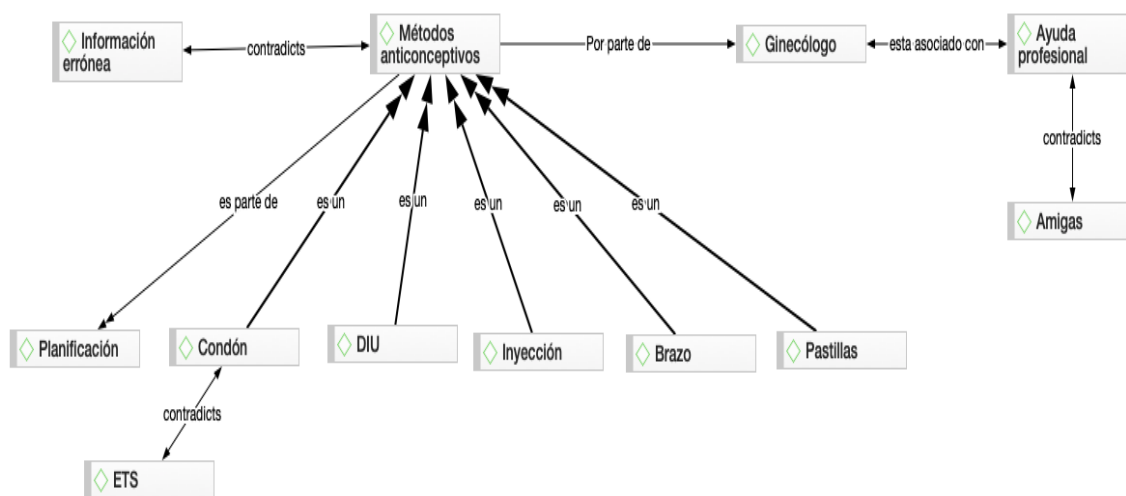 Información
errónea
contradicts
Métodos
anticonceptivos
Por parte de
Ginecólogo
esta asociado con
Ayuda
profesional
contradicts
Amigas
es parte de
es un
es un
es un
es un
es un
Planificación
Condón
DIU
Inyección
Brazo
Pastillas
contradicts
ETS